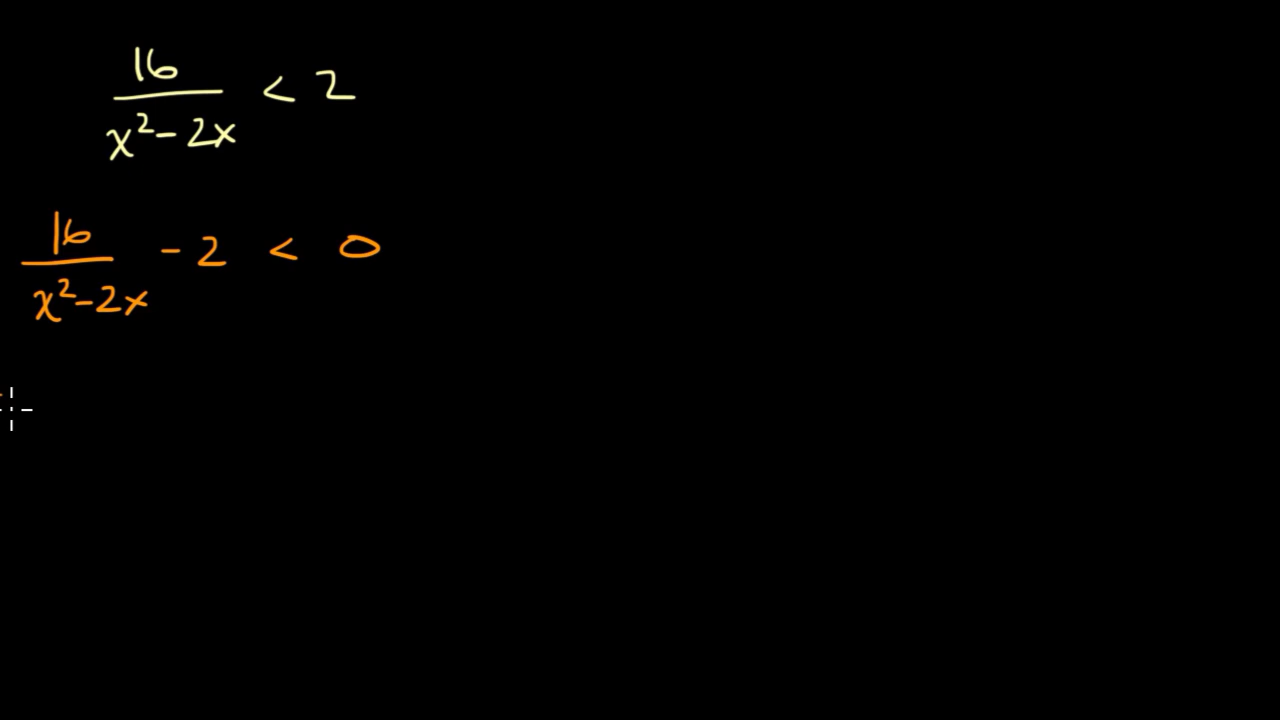 16/(x² - 2x) < 2
16/(x² - 2x) - 2 < 0